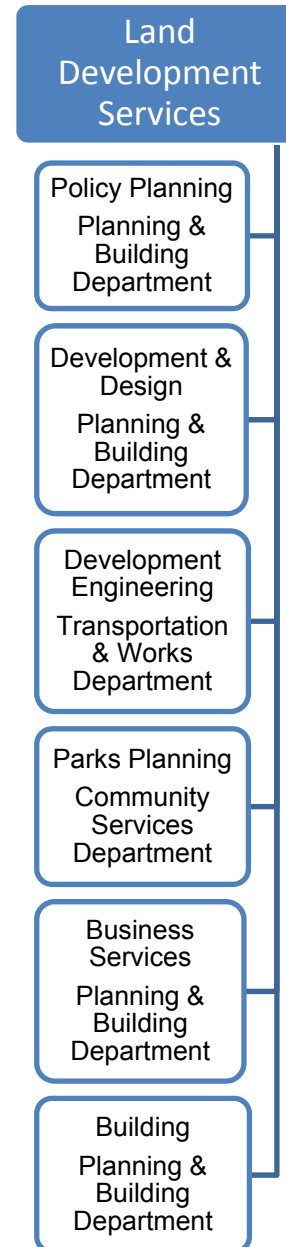 Land
Development
Services
Policy Planning
Planning &
Building
Department
Development &
Design
Planning &
Building
Department
Development
Engineering
Transportation
& Works
Department
Parks Planning
Community
Services
Department
Business
Services
Planning &
Building
Department
Building
Planning &
Building
Department